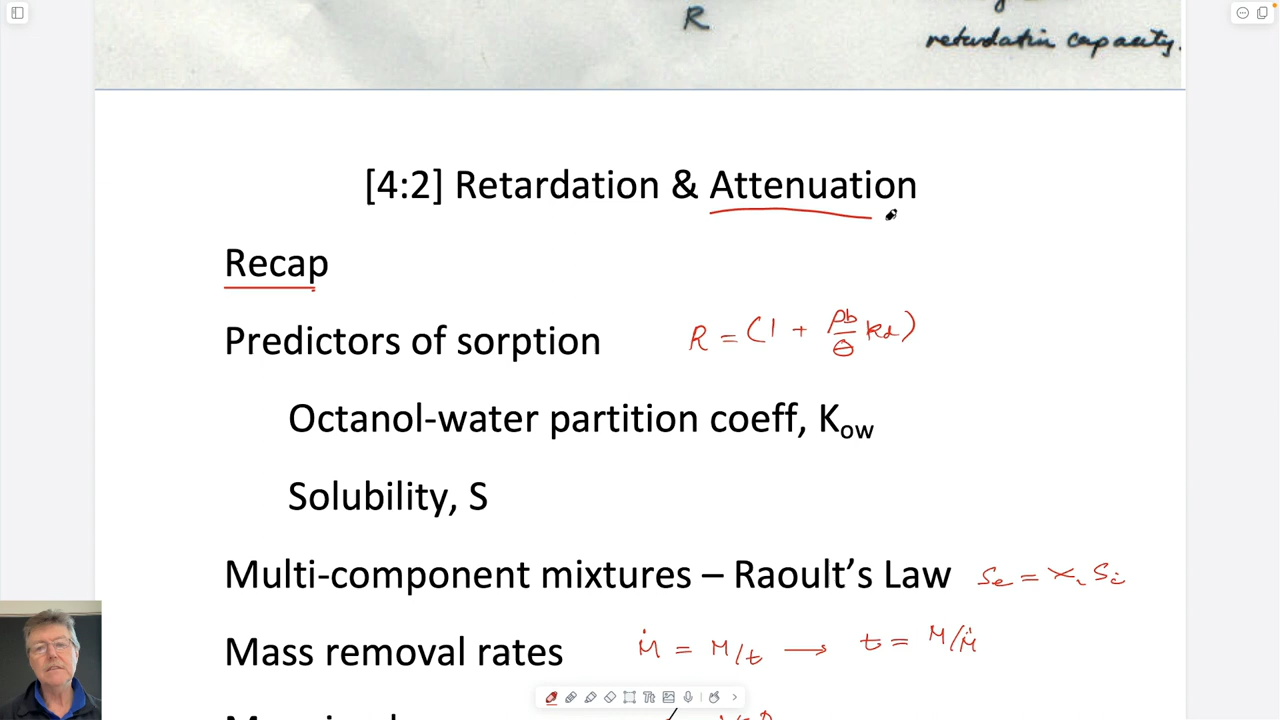 R
retardation capacity.
[4:2] Retardation & Attenuation
Recap
Predictors of sorption R = (1 + ρb/θ kd)
Octanol-water partition coeff, Kow
Solubility, S
Multi-component mixtures – Raoult's Law Se = Xi Si
Mass removal rates Ṁ = M/t → t = M/Ṁ